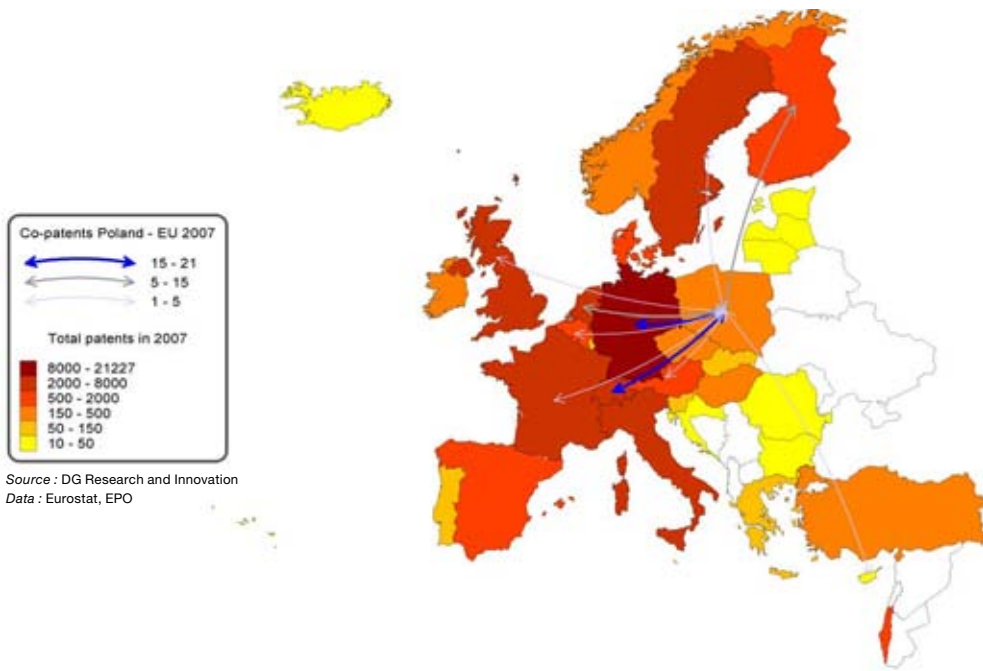 Co-patents Poland - EU 2007
15 - 21
5 - 15
1 - 5
Total patents in 2007
8000 - 21227
2000 - 8000
500 - 2000
150 - 500
50 - 150
10 - 50
Source : DG Research and Innovation
Data : Eurostat, EPO